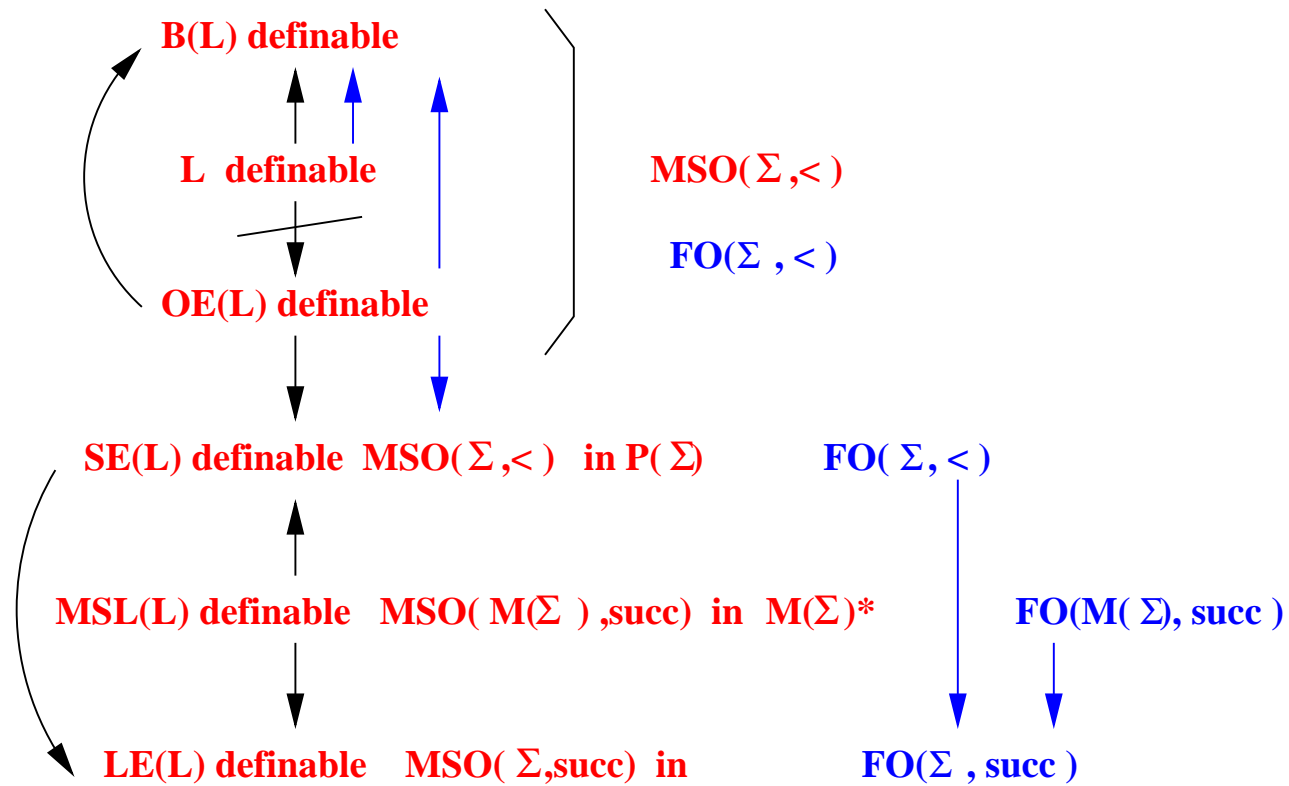 B(L) definable
L definable MSO( Σ ,< )
FO( Σ , < )
OE(L) definable
SE(L) definable MSO( Σ ,< ) in P( Σ) FO( Σ, < )
MSL(L) definable MSO( M(Σ ) ,succ) in M(Σ)* FO(M( Σ), succ )
LE(L) definable MSO( Σ,succ) in FO(Σ , succ )